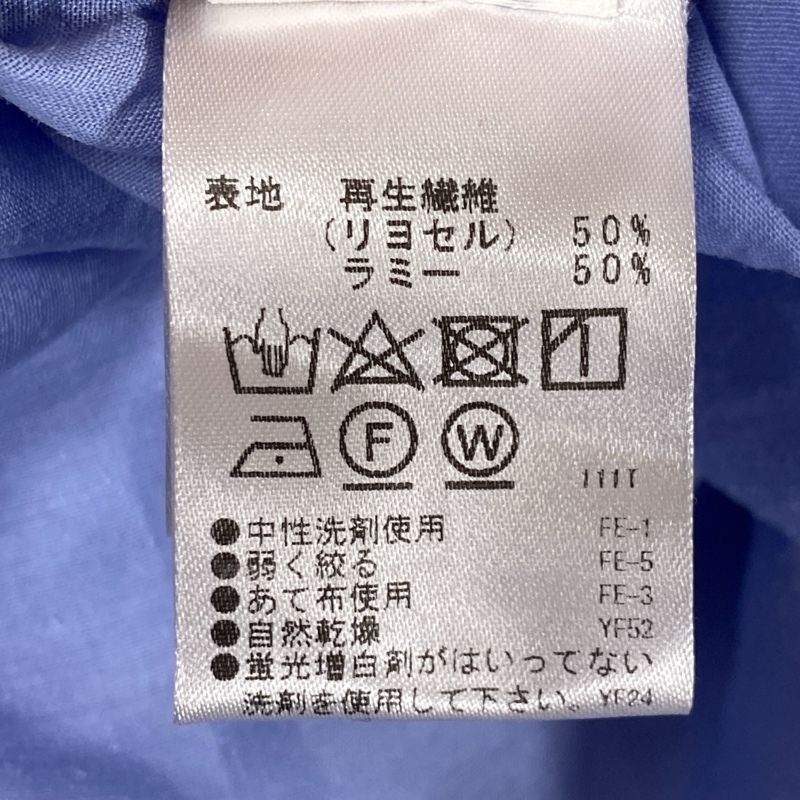 表地 再生繊維
(リヨセル) 50%
ラミー 50%
F W
1111
●中性洗剤使用 FE-1
●弱く絞る FE-5
●あて布使用 FE-3
●自然乾燥 YF52
●蛍光増白剤がはいってない
洗剤を使用して下さい。 YF24